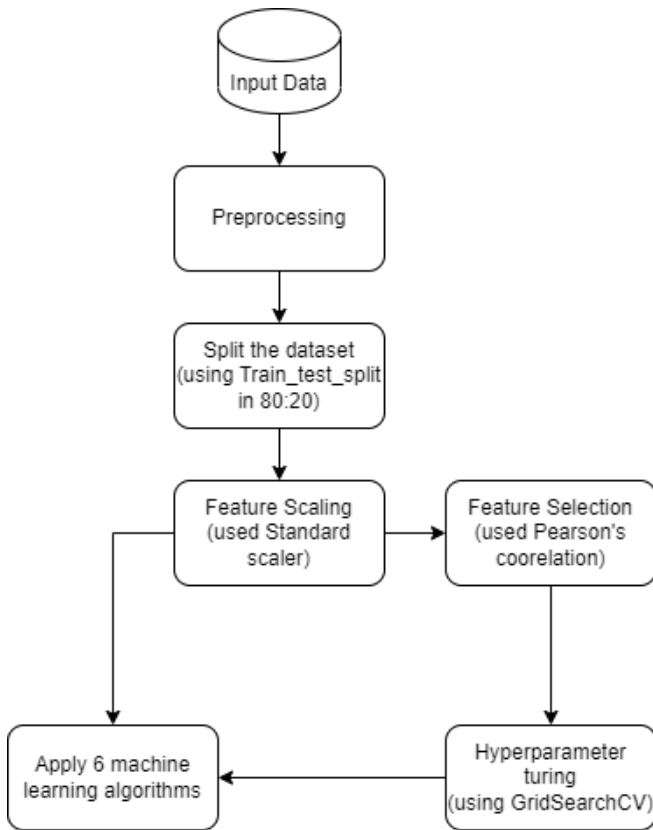 Input Data
Preprocessing
Split the dataset
(using Train_test_split
in 80:20)
Feature Scaling
(used Standard
scaler)
Feature Selection
(used Pearson's
coorelation)
Apply 6 machine
learning algorithms
Hyperparameter
turing
(using GridSearchCV)